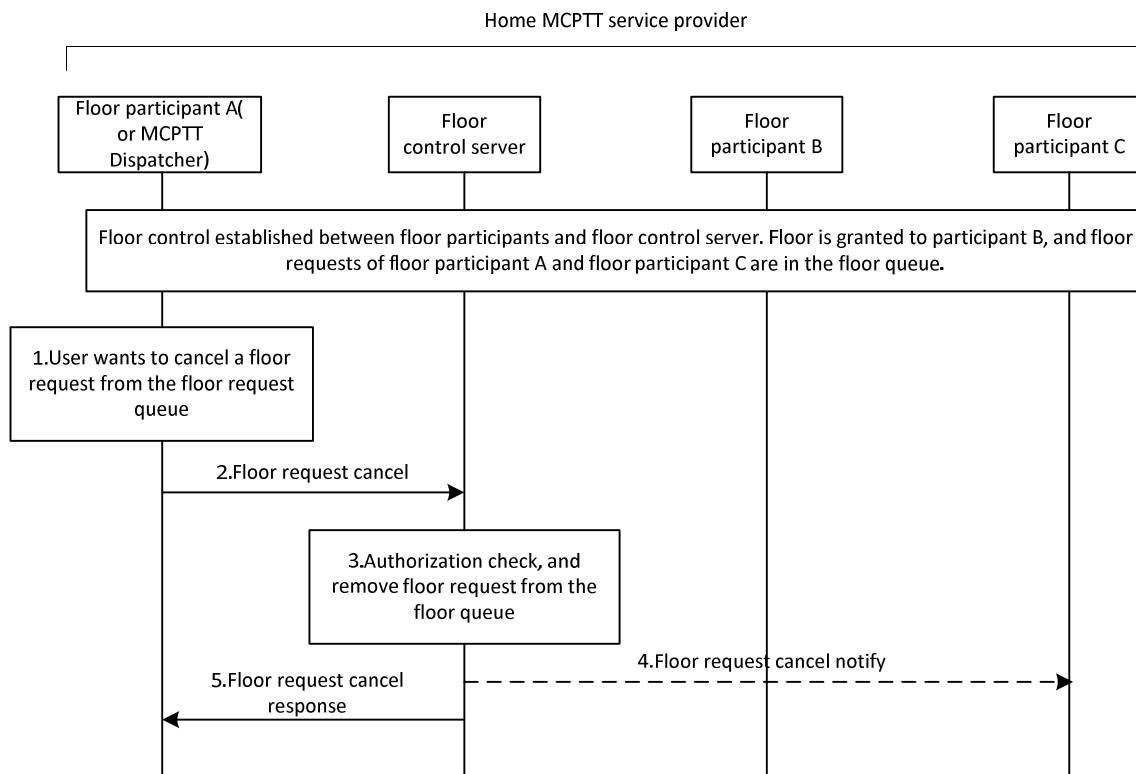 Home MCPTT service provider
Floor participant A(
or MCPTT
Dispatcher)
Floor
control server
Floor
participant B
Floor
participant C
Floor control established between floor participants and floor control server. Floor is granted to participant B, and floor
requests of floor participant A and floor participant C are in the floor queue.
1.User wants to cancel a floor
request from the floor request
queue
2.Floor request cancel
3.Authorization check, and
remove floor request from the
floor queue
4.Floor request cancel notify
5.Floor request cancel
response